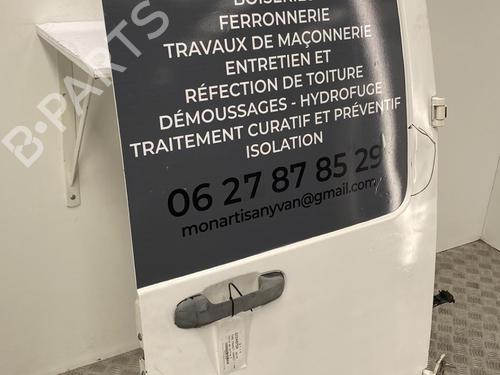 BOISERIES
FERRONNERIE
TRAVAUX DE MAÇONNERIE
ENTRETIEN ET
RÉFECTION DE TOITURE
DÉMOUSSAGES - HYDROFUGE
TRAITEMENT CURATIF ET PRÉVENTIF
ISOLATION
06 27 87 85 29
monartisanyvan@gmail.com
B-PARTS